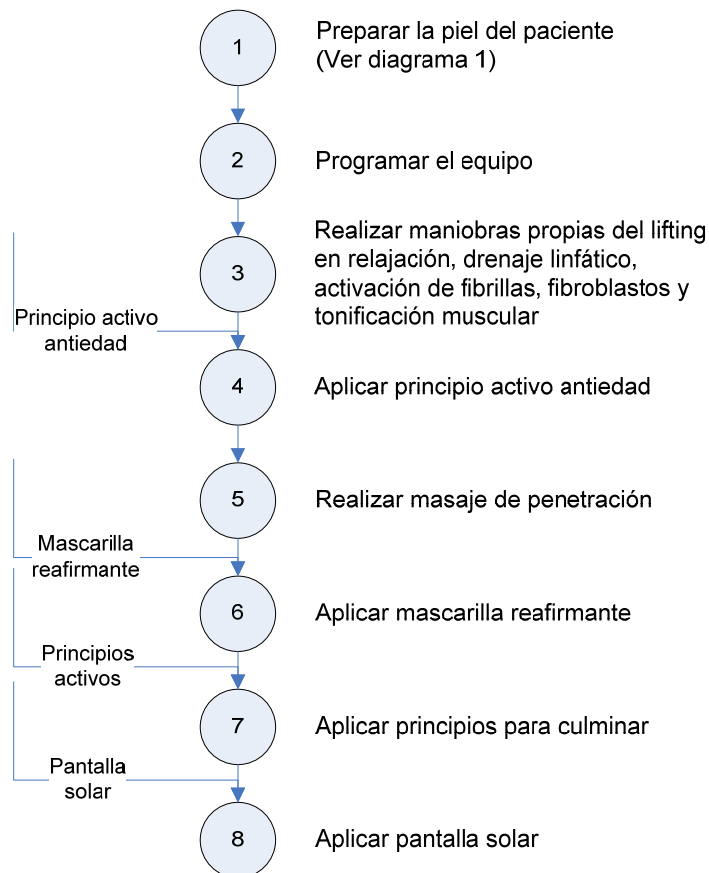 1
Preparar la piel del paciente
(Ver diagrama 1)
2
Programar el equipo
3
Realizar maniobras propias del lifting
en relajación, drenaje linfático,
activación de fibrillas, fibroblastos y
tonificación muscular
Principio activo
antiedad
4
Aplicar principio activo antiedad
5
Realizar masaje de penetración
Mascarilla
reafirmante
6
Aplicar mascarilla reafirmante
Principios
activos
7
Aplicar principios para culminar
Pantalla
solar
8
Aplicar pantalla solar